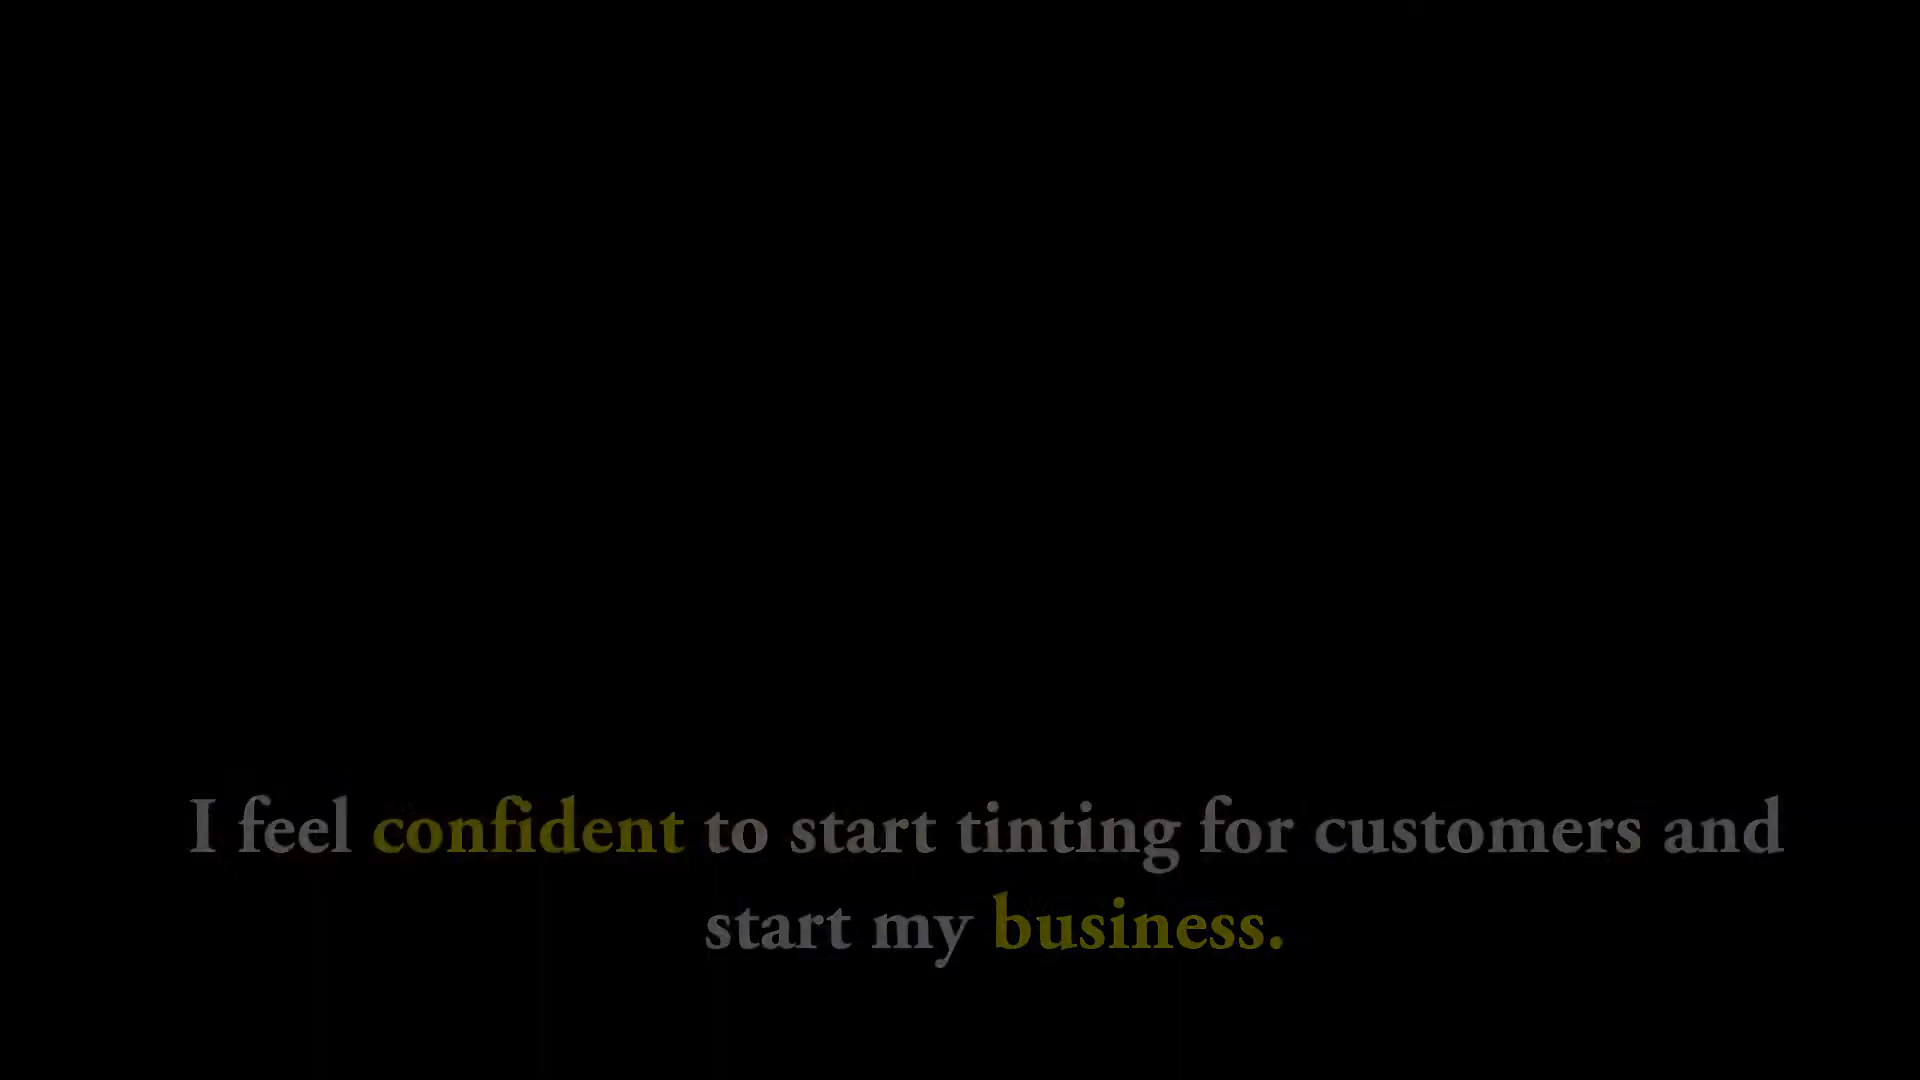 I feel confident to start tinting for customers and
start my business.